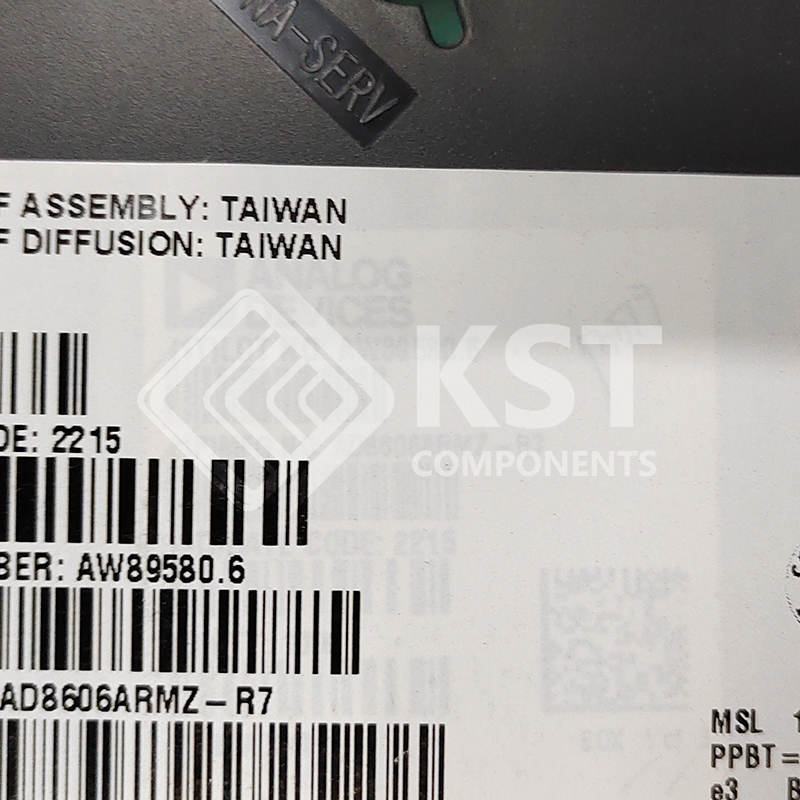 NA-SERV
F ASSEMBLY: TAIWAN
F DIFFUSION: TAIWAN
ANALOG
DEVICES
KST
COMPONENTS
DE: 2215
BER: AW89580.6
AD8606ARMZ-R7
MSL 1
PPBT=
e3 B